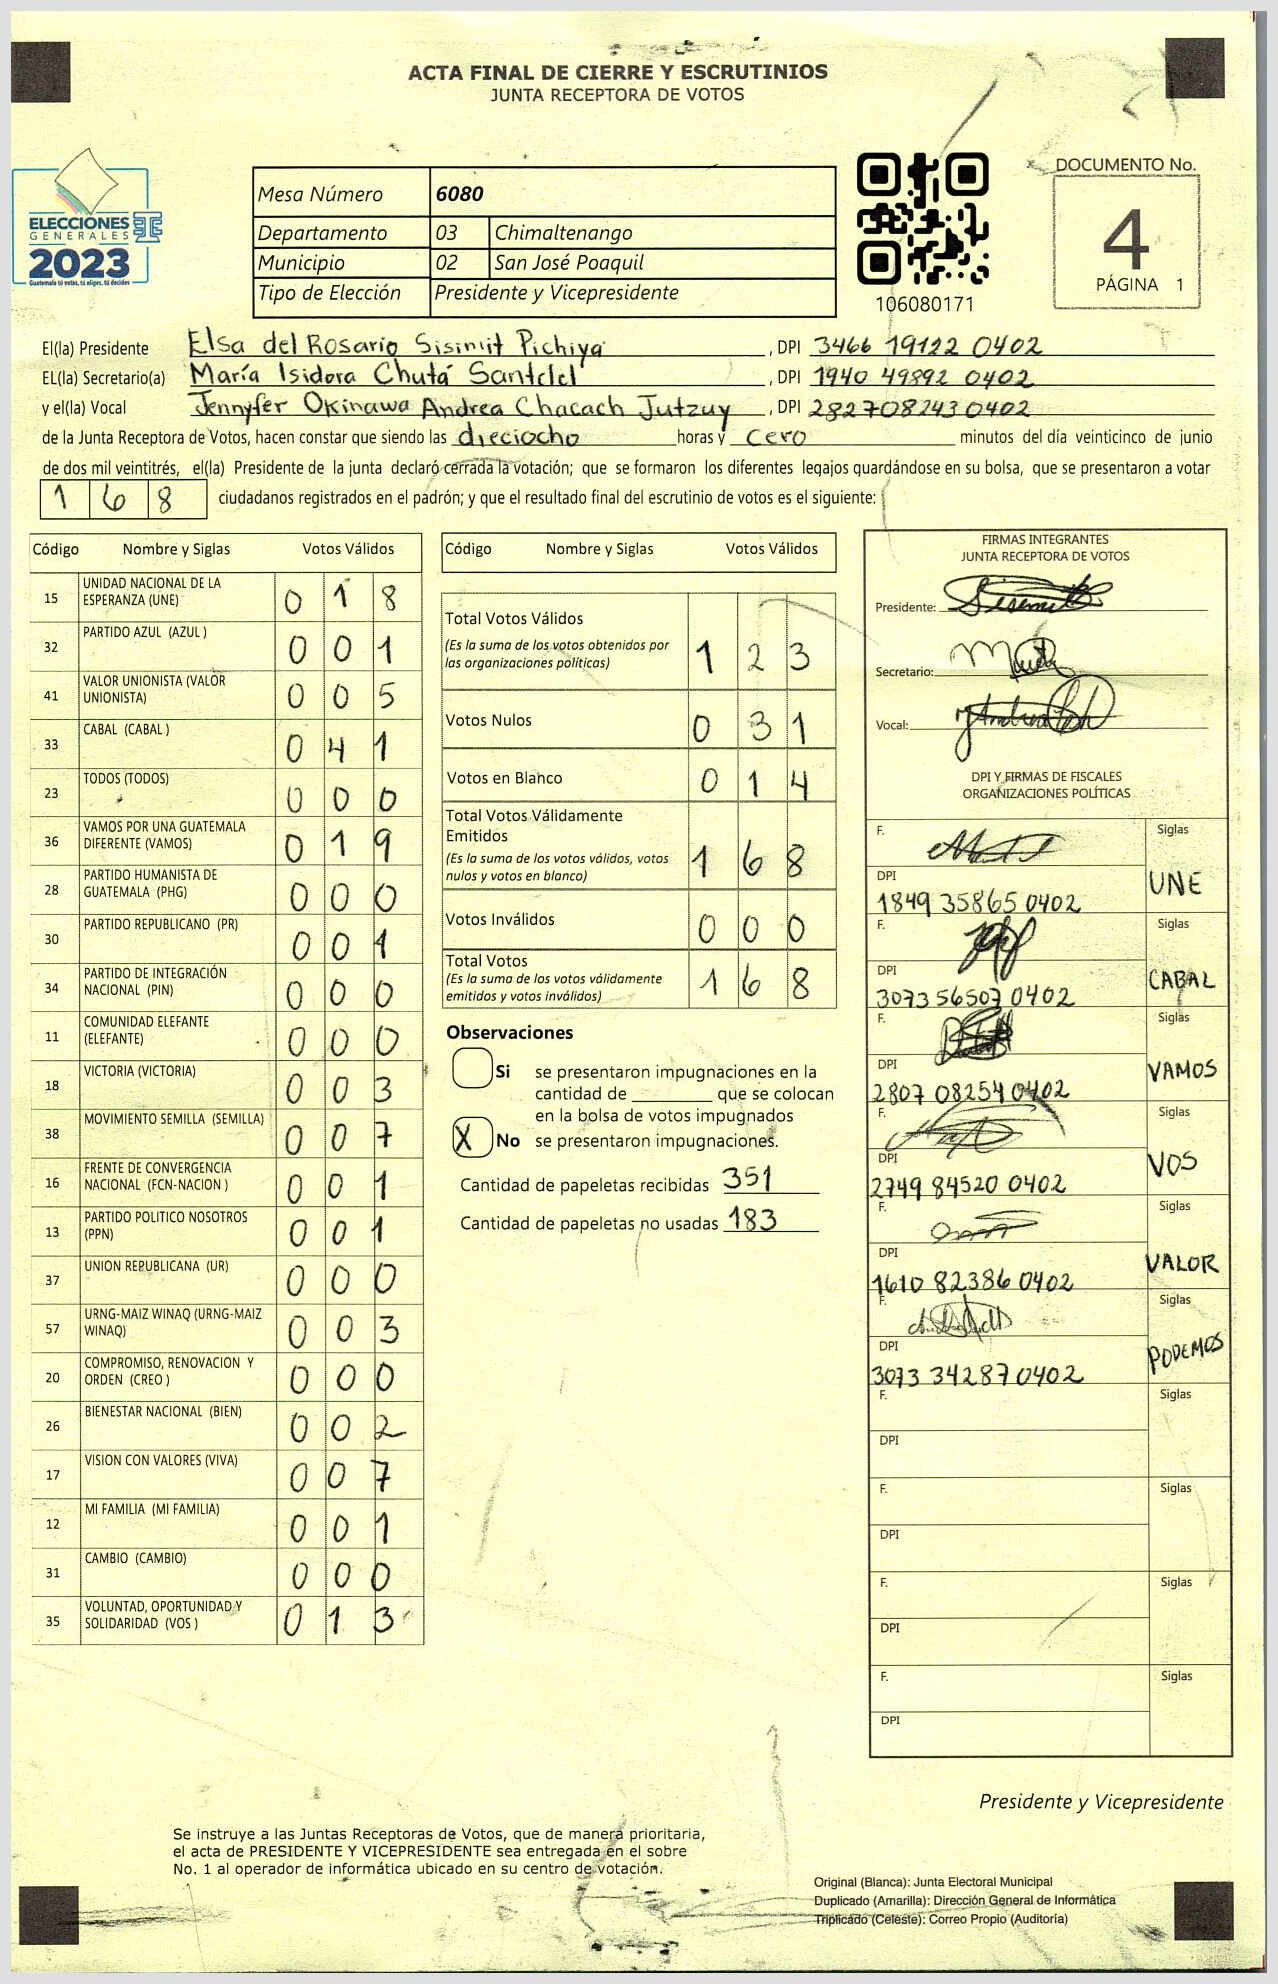 ACTA FINAL DE CIERRE Y ESCRUTINIOS
JUNTA RECEPTORA DE VOTOS
ELECCIONES
GENERALES
2023
Guatemala tú votas, tú eliges, tú decides
Mesa Número 6080
Departamento 03 Chimaltenango
Municipio 02 San José Poaquil
Tipo de Elección Presidente y Vicepresidente
106080171
DOCUMENTO No.
4
PÁGINA 1
El(la) Presidente Elsa del Rosario Sisimit Pichiya , DPI 3466 19122 0402
EL(la) Secretario(a) María Isidora Chutá , DPI 1940 49892 0402
y el(la) Vocal Jennyfer Okinawa Andrea Chacach Jutzuy , DPI 2827082430402
de la Junta Receptora de Votos, hacen constar que siendo las dieciocho horas y cero minutos del día veinticinco de junio
de dos mil veintitrés, el(la) Presidente de la junta declaró cerrada la votación; que se formaron los diferentes legajos guardándose en su bolsa, que se presentaron a votar
168 ciudadanos registrados en el padrón; y que el resultado final del escrutinio de votos es el siguiente:
Código Nombre y Siglas Votos Válidos
15 UNIDAD NACIONAL DE LA ESPERANZA (UNE) 0 1 8
32 PARTIDO AZUL (AZUL ) 0 0 1
41 VALOR UNIONISTA (VALOR UNIONISTA) 0 0 5
33 CABAL (CABAL ) 0 4 1
23 TODOS (TODOS) 0 0 0
36 VAMOS POR UNA GUATEMALA DIFERENTE (VAMOS) 0 1 9
28 PARTIDO HUMANISTA DE GUATEMALA (PHG) 0 0 0
30 PARTIDO REPUBLICANO (PR) 0 0 1
34 PARTIDO DE INTEGRACIÓN NACIONAL (PIN) 0 0 0
11 COMUNIDAD ELEFANTE (ELEFANTE) 0 0 0
18 VICTORIA (VICTORIA) 0 0 3
38 MOVIMIENTO SEMILLA (SEMILLA) 0 0 7
16 FRENTE DE CONVERGENCIA NACIONAL (FCN-NACION ) 0 0 1
13 PARTIDO POLITICO NOSOTROS (PPN) 0 0 1
37 UNION REPUBLICANA (UR) 0 0 0
57 URNG-MAIZ WINAQ (URNG-MAIZ WINAQ) 0 0 3
20 COMPROMISO, RENOVACION Y ORDEN (CREO ) 0 0 0
26 BIENESTAR NACIONAL (BIEN) 0 0 2
17 VISION CON VALORES (VIVA) 0 0 7
12 MI FAMILIA (MI FAMILIA) 0 0 1
31 CAMBIO (CAMBIO) 0 0 0
35 VOLUNTAD, OPORTUNIDAD Y SOLIDARIDAD (VOS ) 0 1 3
Código Nombre y Siglas Votos Válidos
Total Votos Válidos
(Es la suma de los votos obtenidos por
las organizaciones políticas) 1 2 3
Votos Nulos 0 3 1
Votos en Blanco 0 1 4
Total Votos Válidamente
Emitidos
(Es la suma de los votos válidos, votos
nulos y votos en blanco) 1 6 8
Votos Inválidos 0 0 0
Total Votos
(Es la suma de los votos válidamente
emitidos y votos inválidos) 1 6 8
Observaciones
Si se presentaron impugnaciones en la
cantidad de ________ que se colocan
en la bolsa de votos impugnados
X No se presentaron impugnaciones.
Cantidad de papeletas recibidas 351
Cantidad de papeletas no usadas 183
FIRMAS INTEGRANTES
JUNTA RECEPTORA DE VOTOS
Presidente:
Secretario:
Vocal:
DPI Y FIRMAS DE FISCALES
ORGANIZACIONES POLÍTICAS
F. Siglas
DPI UNE
1849 35865 0402
F. Siglas
DPI CABAL
3073 56507 0402
F. Siglas
DPI VAMOS
2807 08254 0402
F. Siglas
DPI VOS
2749 84520 0402
F. Siglas
DPI VALOR
1610 82386 0402
F. Siglas
DPI PODEMOS
3073 34287 0402
F. Siglas
DPI
F. Siglas
DPI
F. Siglas
DPI
F. Siglas
DPI
Presidente y Vicepresidente
Se instruye a las Juntas Receptoras de Votos, que de manera prioritaria,
el acta de PRESIDENTE Y VICEPRESIDENTE sea entregada en el sobre
No. 1 al operador de informática ubicado en su centro de votación.
Original (Blanca): Junta Electoral Municipal
Duplicado (Amarilla): Dirección General de Informática
Triplicado (Celeste): Correo Propio (Auditoría)